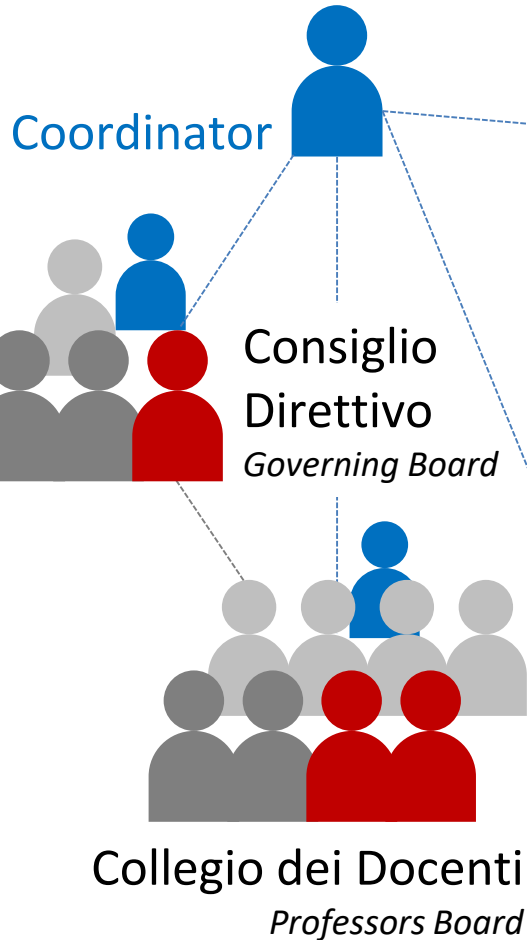 Coordinator
Consiglio
Direttivo
Governing Board
Collegio dei Docenti
Professors Board